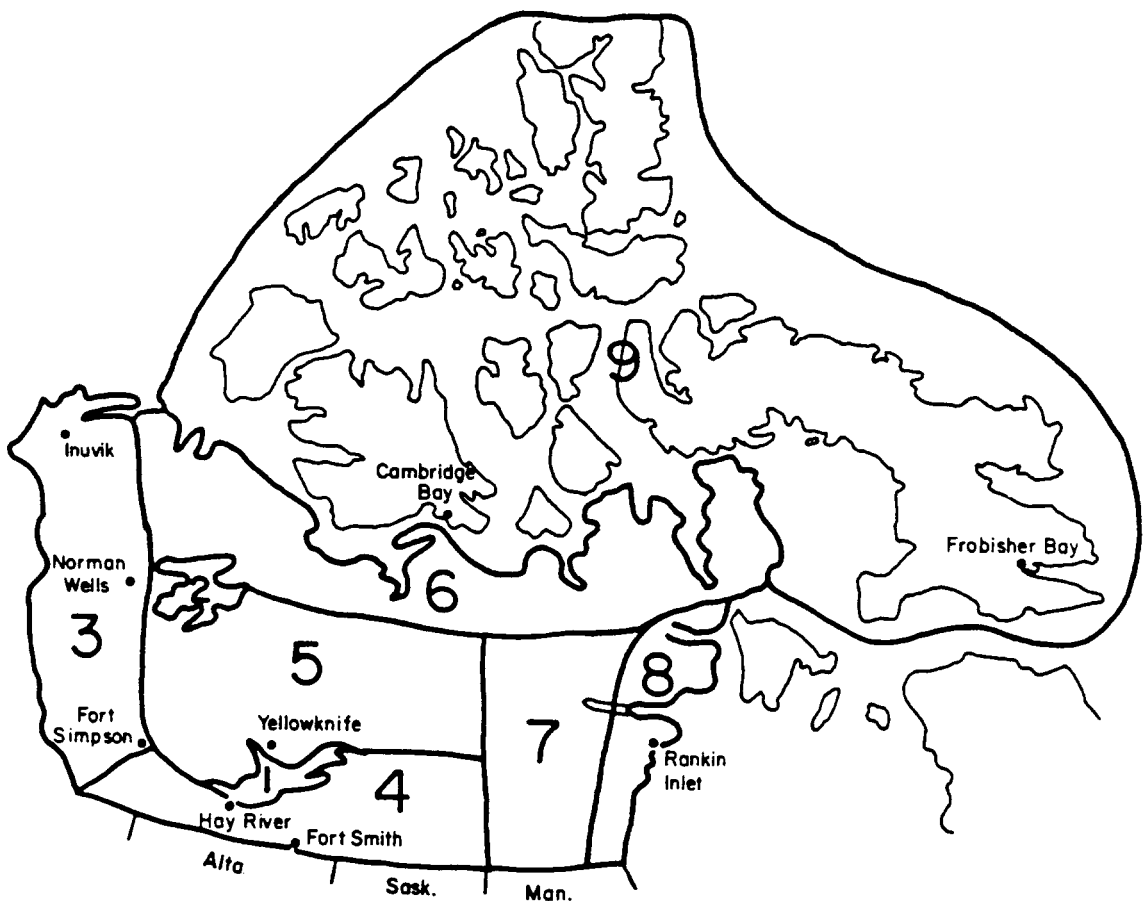 9
Inuvik
Cambridge
Bay
Norman
Wells
Frobisher Bay
6
3
5
8
Fort
Simpson
Yellowknife
7
Rankin
Inlet
1
4
Hay River
Fort Smith
Alta
Sask.
Man.